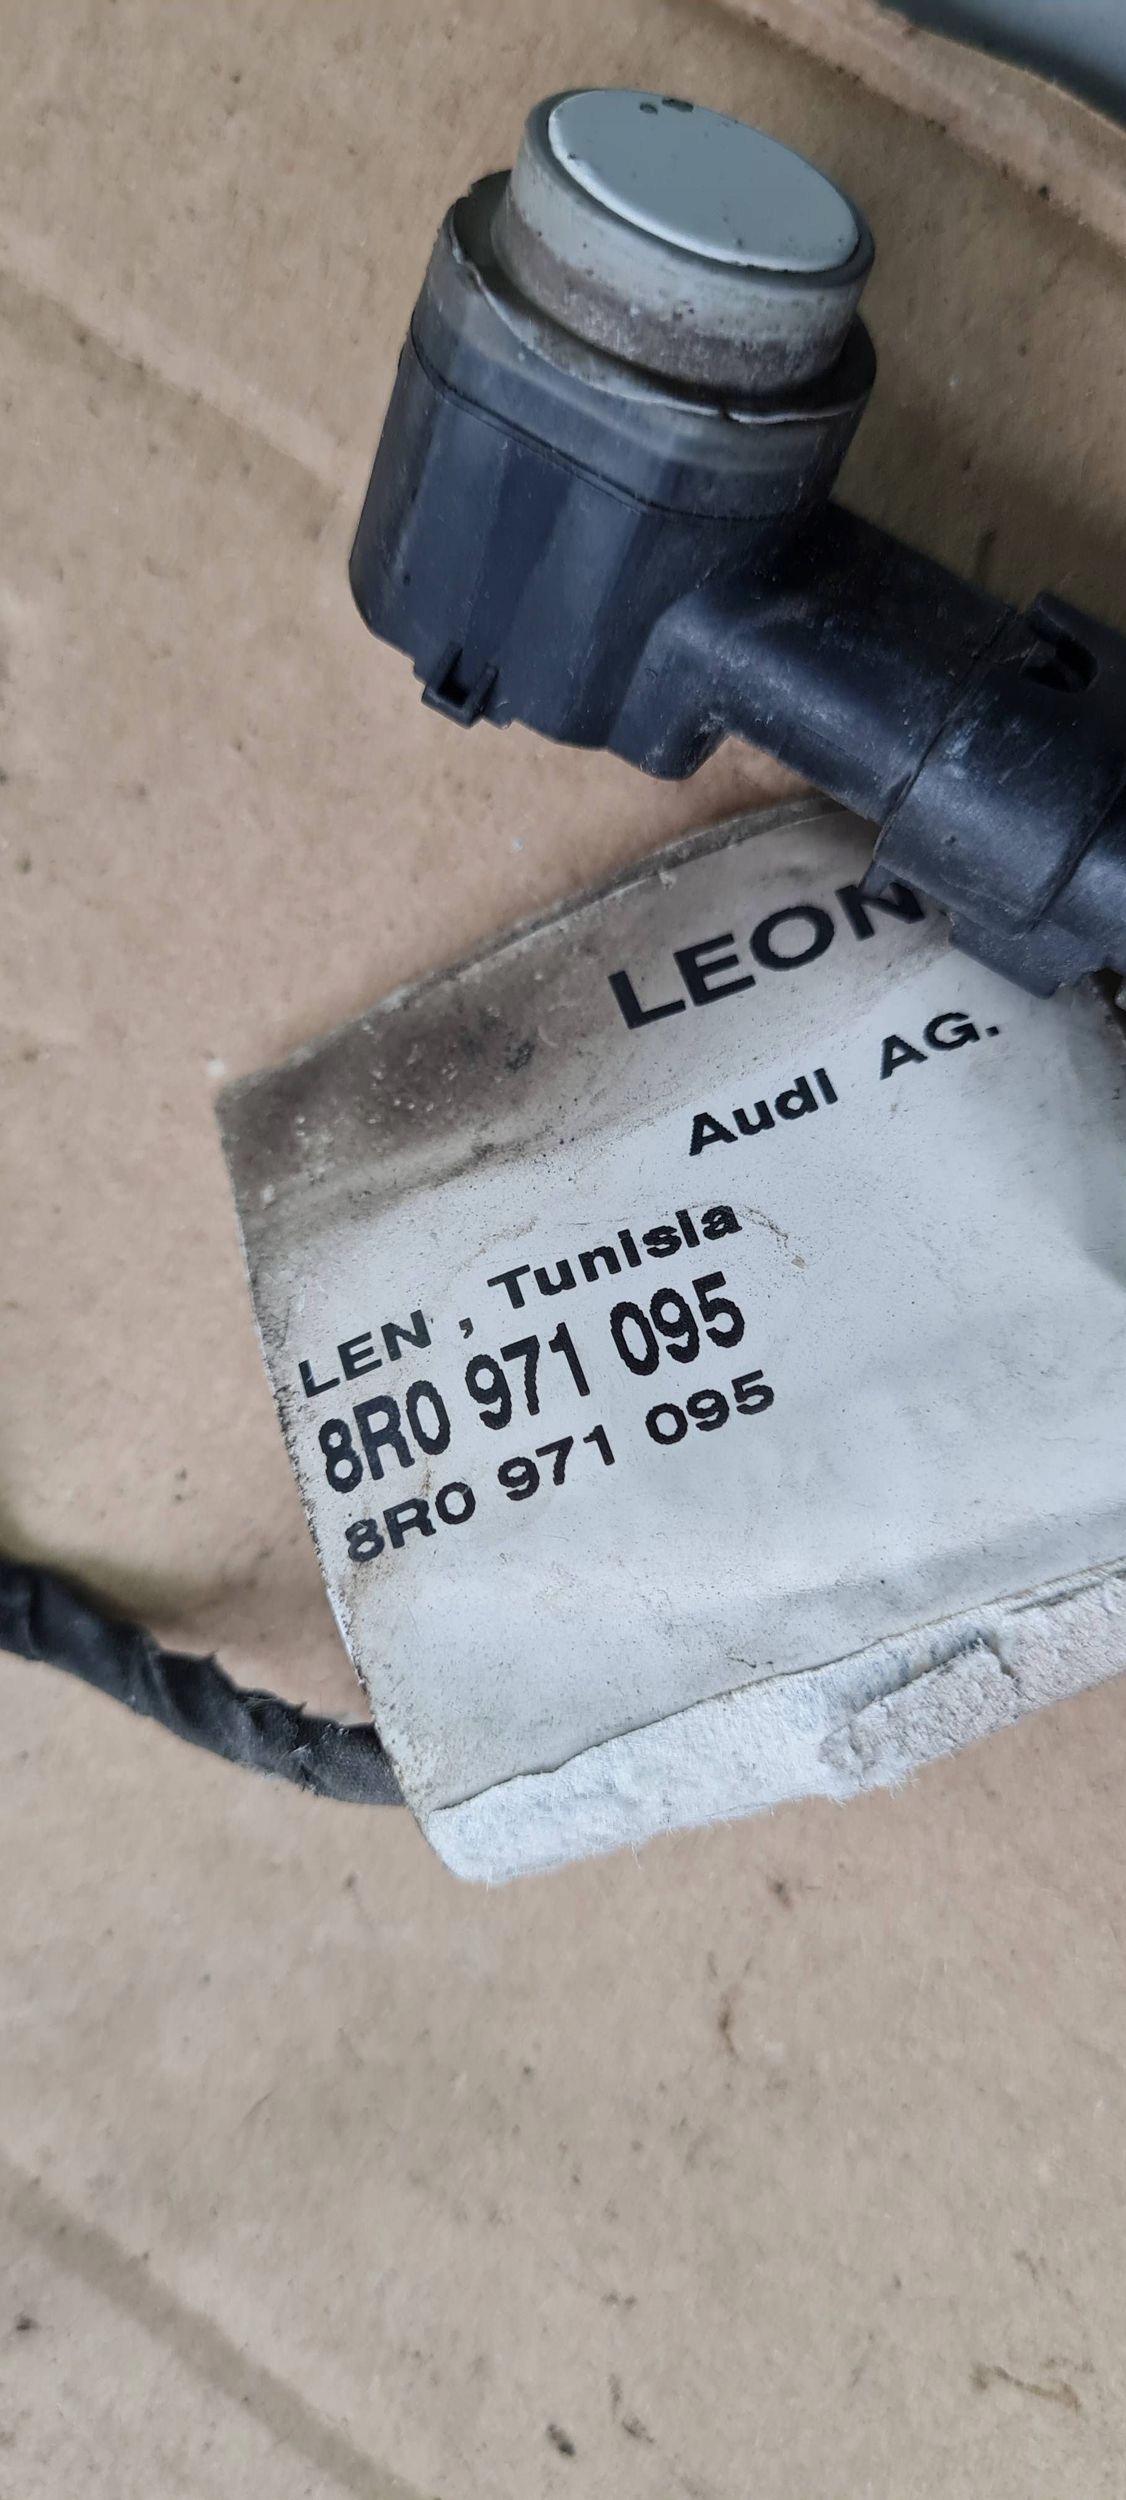 LEON
Audi AG.
LEN , Tunisia
8R0 971 095
8R0 971 095